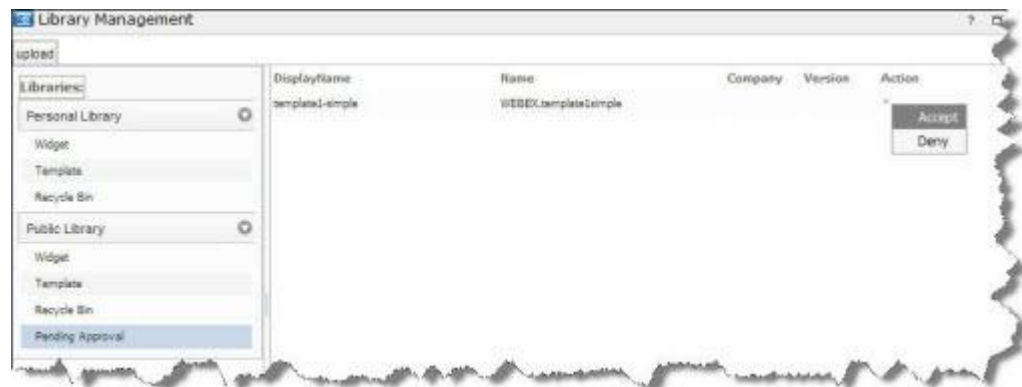 Library Management
?
upload
Libraries:
Personal Library
Widget
Template
Recycle Bin
Public Library
Widget
Template
Recycle Bin
Pending Approval
DisplayName Name Company Version Action
template1-simple WEBEX.template1simple
Accept
Deny